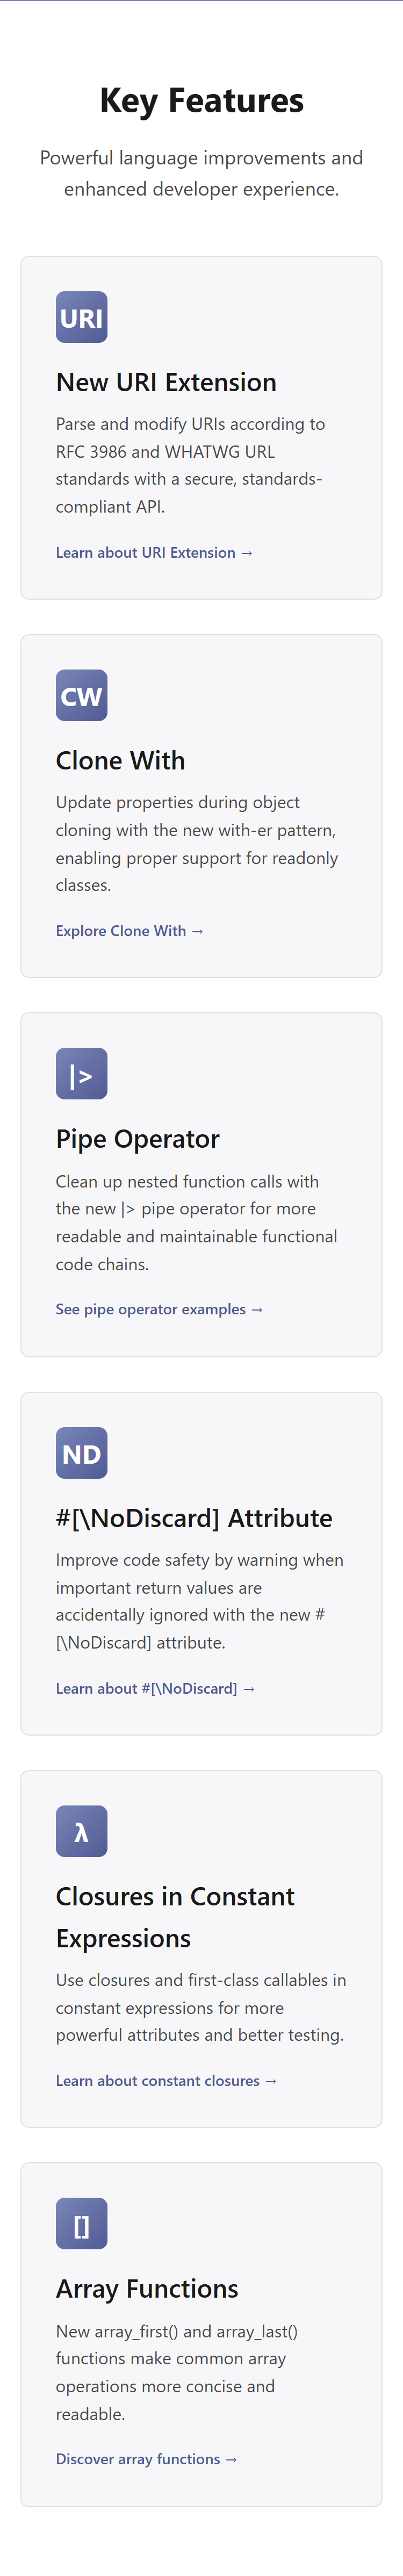 Key Features
Powerful language improvements and
enhanced developer experience.
URI
New URI Extension
Parse and modify URIs according to
RFC 3986 and WHATWG URL
standards with a secure, standards-
compliant API.
Learn about URI Extension →
CW
Clone With
Update properties during object
cloning with the new with-er pattern,
enabling proper support for readonly
classes.
Explore Clone With →
|>
Pipe Operator
Clean up nested function calls with
the new |> pipe operator for more
readable and maintainable functional
code chains.
See pipe operator examples →
ND
#[\NoDiscard] Attribute
Improve code safety by warning when
important return values are
accidentally ignored with the new #
[\NoDiscard] attribute.
Learn about #[\NoDiscard] →
λ
Closures in Constant
Expressions
Use closures and first-class callables in
constant expressions for more
powerful attributes and better testing.
Learn about constant closures →
[]
Array Functions
New array_first() and array_last()
functions make common array
operations more concise and
readable.
Discover array functions →